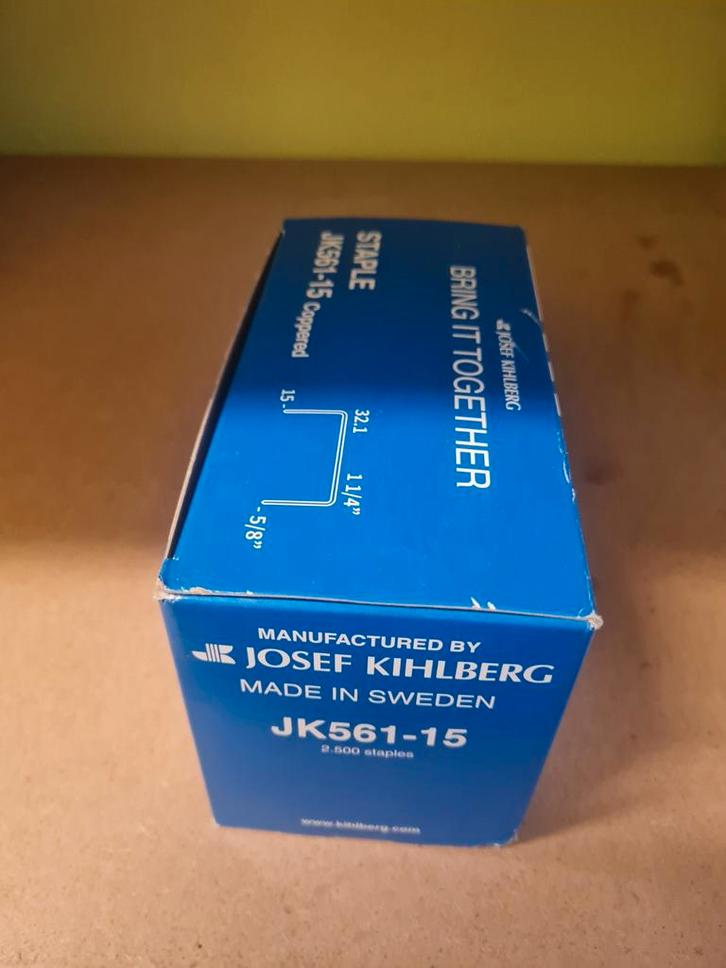 JOSEF KIHLBERG
BRING IT TOGETHER
STAPLE
JK561-15 Coppered
32.1
1 1/4"
15 -
- 5/8"
MANUFACTURED BY
JOSEF KIHLBERG
MADE IN SWEDEN
JK561-15
2.500 staples
www.kihlberg.com